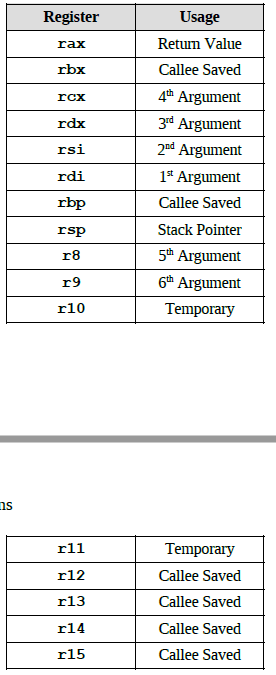 Register Usage
rax Return Value
rbx Callee Saved
rcx 4th Argument
rdx 3rd Argument
rsi 2nd Argument
rdi 1st Argument
rbp Callee Saved
rsp Stack Pointer
r8 5th Argument
r9 6th Argument
r10 Temporary
ns
r11 Temporary
r12 Callee Saved
r13 Callee Saved
r14 Callee Saved
r15 Callee Saved